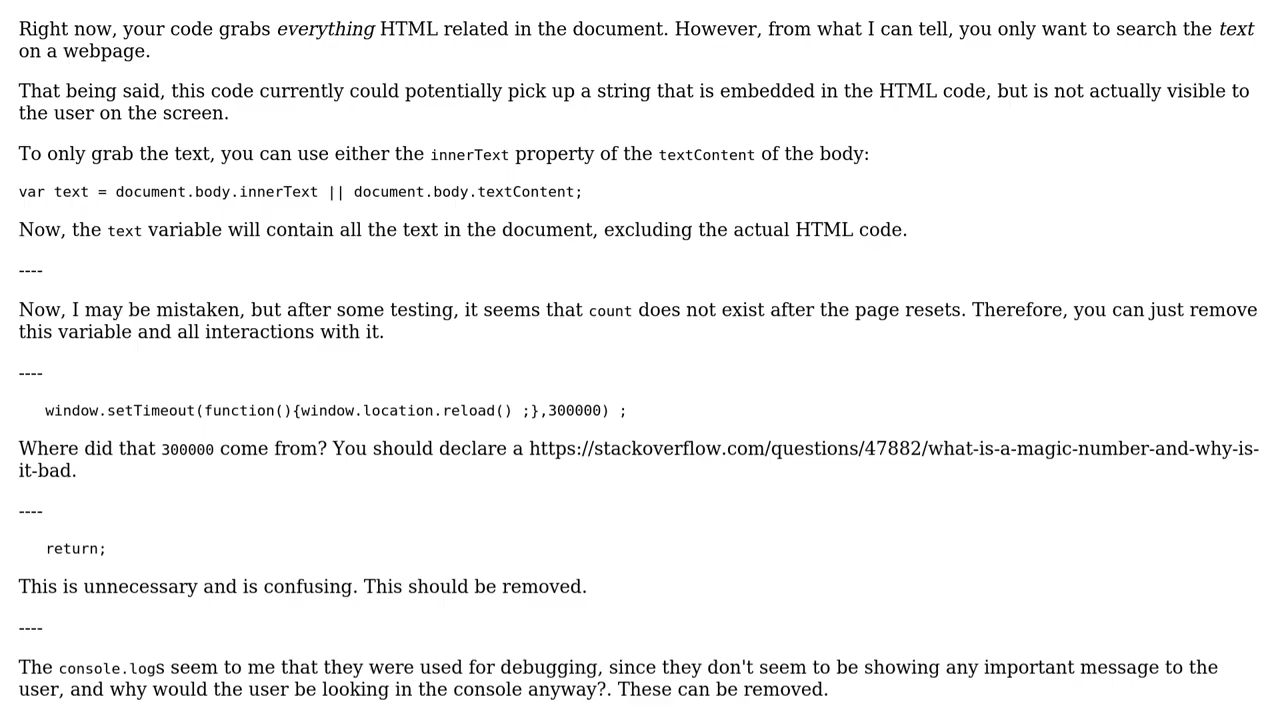 Right now, your code grabs everything HTML related in the document. However, from what I can tell, you only want to search the text
on a webpage.
That being said, this code currently could potentially pick up a string that is embedded in the HTML code, but is not actually visible to
the user on the screen.
To only grab the text, you can use either the innerText property of the textContent of the body:
var text = document.body.innerText || document.body.textContent;
Now, the text variable will contain all the text in the document, excluding the actual HTML code.
----
Now, I may be mistaken, but after some testing, it seems that count does not exist after the page resets. Therefore, you can just remove
this variable and all interactions with it.
----
window.setTimeout(function(){window.location.reload() ;},300000) ;
Where did that 300000 come from? You should declare a https://stackoverflow.com/questions/47882/what-is-a-magic-number-and-why-is-
it-bad.
----
return;
This is unnecessary and is confusing. This should be removed.
----
The console.logs seem to me that they were used for debugging, since they don't seem to be showing any important message to the
user, and why would the user be looking in the console anyway?. These can be removed.